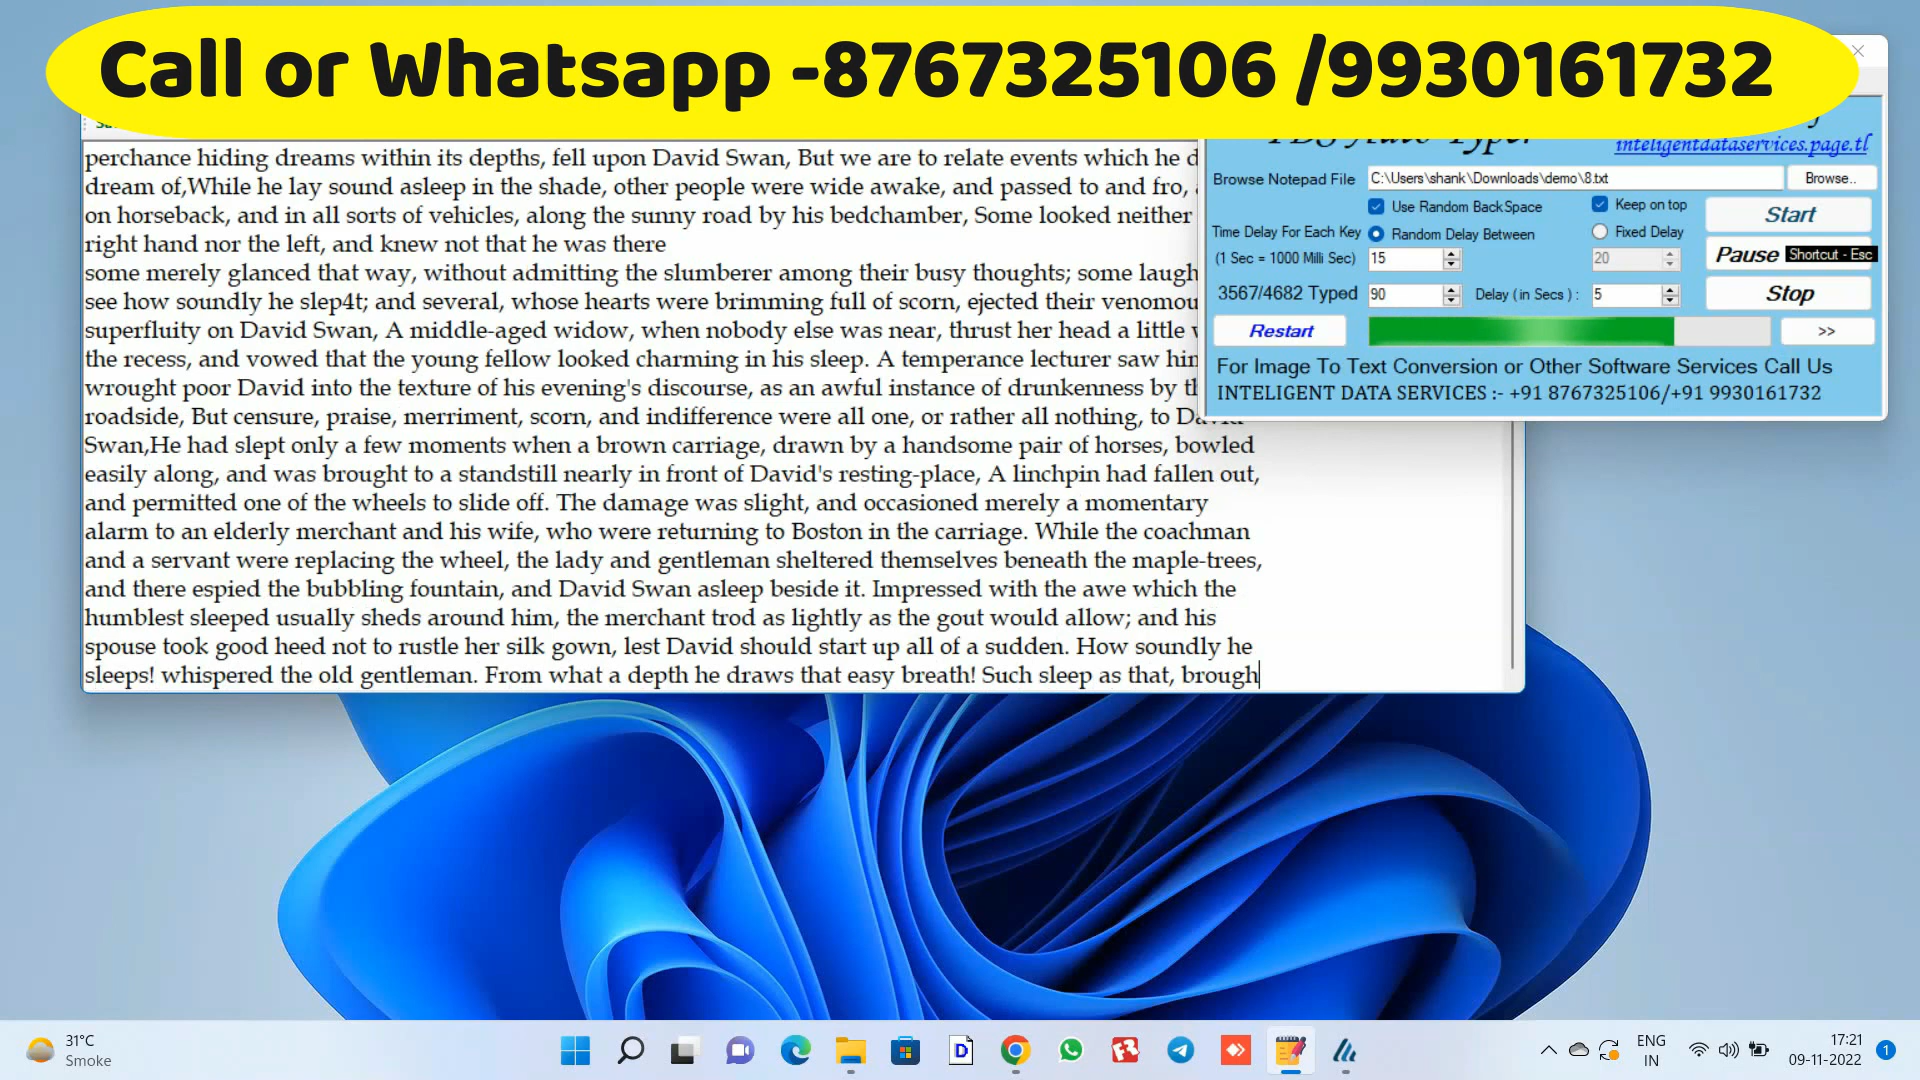 Call or Whatsapp -8767325106 /9930161732
inteligentdataservices.page.tl
perchance hiding dreams within its depths, fell upon David Swan, But we are to relate events which he d
dream of,While he lay sound asleep in the shade, other people were wide awake, and passed to and fro,
on horseback, and in all sorts of vehicles, along the sunny road by his bedchamber, Some looked neither
right hand nor the left, and knew not that he was there
some merely glanced that way, without admitting the slumberer among their busy thoughts; some laugh
see how soundly he slep4t; and several, whose hearts were brimming full of scorn, ejected their venomou
superfluity on David Swan, A middle-aged widow, when nobody else was near, thrust her head a little
the recess, and vowed that the young fellow looked charming in his sleep. A temperance lecturer saw him
wrought poor David into the texture of his evening's discourse, as an awful instance of drunkenness by th
roadside, But censure, praise, merriment, scorn, and indifference were all one, or rather all nothing, to David
Swan,He had slept only a few moments when a brown carriage, drawn by a handsome pair of horses, bowled
easily along, and was brought to a standstill nearly in front of David's resting-place, A linchpin had fallen out,
and permitted one of the wheels to slide off. The damage was slight, and occasioned merely a momentary
alarm to an elderly merchant and his wife, who were returning to Boston in the carriage. While the coachman
and a servant were replacing the wheel, the lady and gentleman sheltered themselves beneath the maple-trees,
and there espied the bubbling fountain, and David Swan asleep beside it. Impressed with the awe which the
humblest sleeped usually sheds around him, the merchant trod as lightly as the gout would allow; and his
spouse took good heed not to rustle her silk gown, lest David should start up all of a sudden. How soundly he
sleeps! whispered the old gentleman. From what a depth he draws that easy breath! Such sleep as that, brough
Browse Notepad File C:\Users\shank\Downloads\demo\8.txt Browse..
Use Random BackSpace Keep on top Start
Time Delay For Each Key Random Delay Between Fixed Delay
(1 Sec = 1000 Milli Sec) 15 20 Pause Shortcut - Esc
3567/4682 Typed 90 Delay ( in Secs ) : 5 Stop
Restart >>
For Image To Text Conversion or Other Software Services Call Us
INTELIGENT DATA SERVICES :- +91 8767325106/+91 9930161732
31°C
Smoke
ENG
IN
17:21
09-11-2022
1